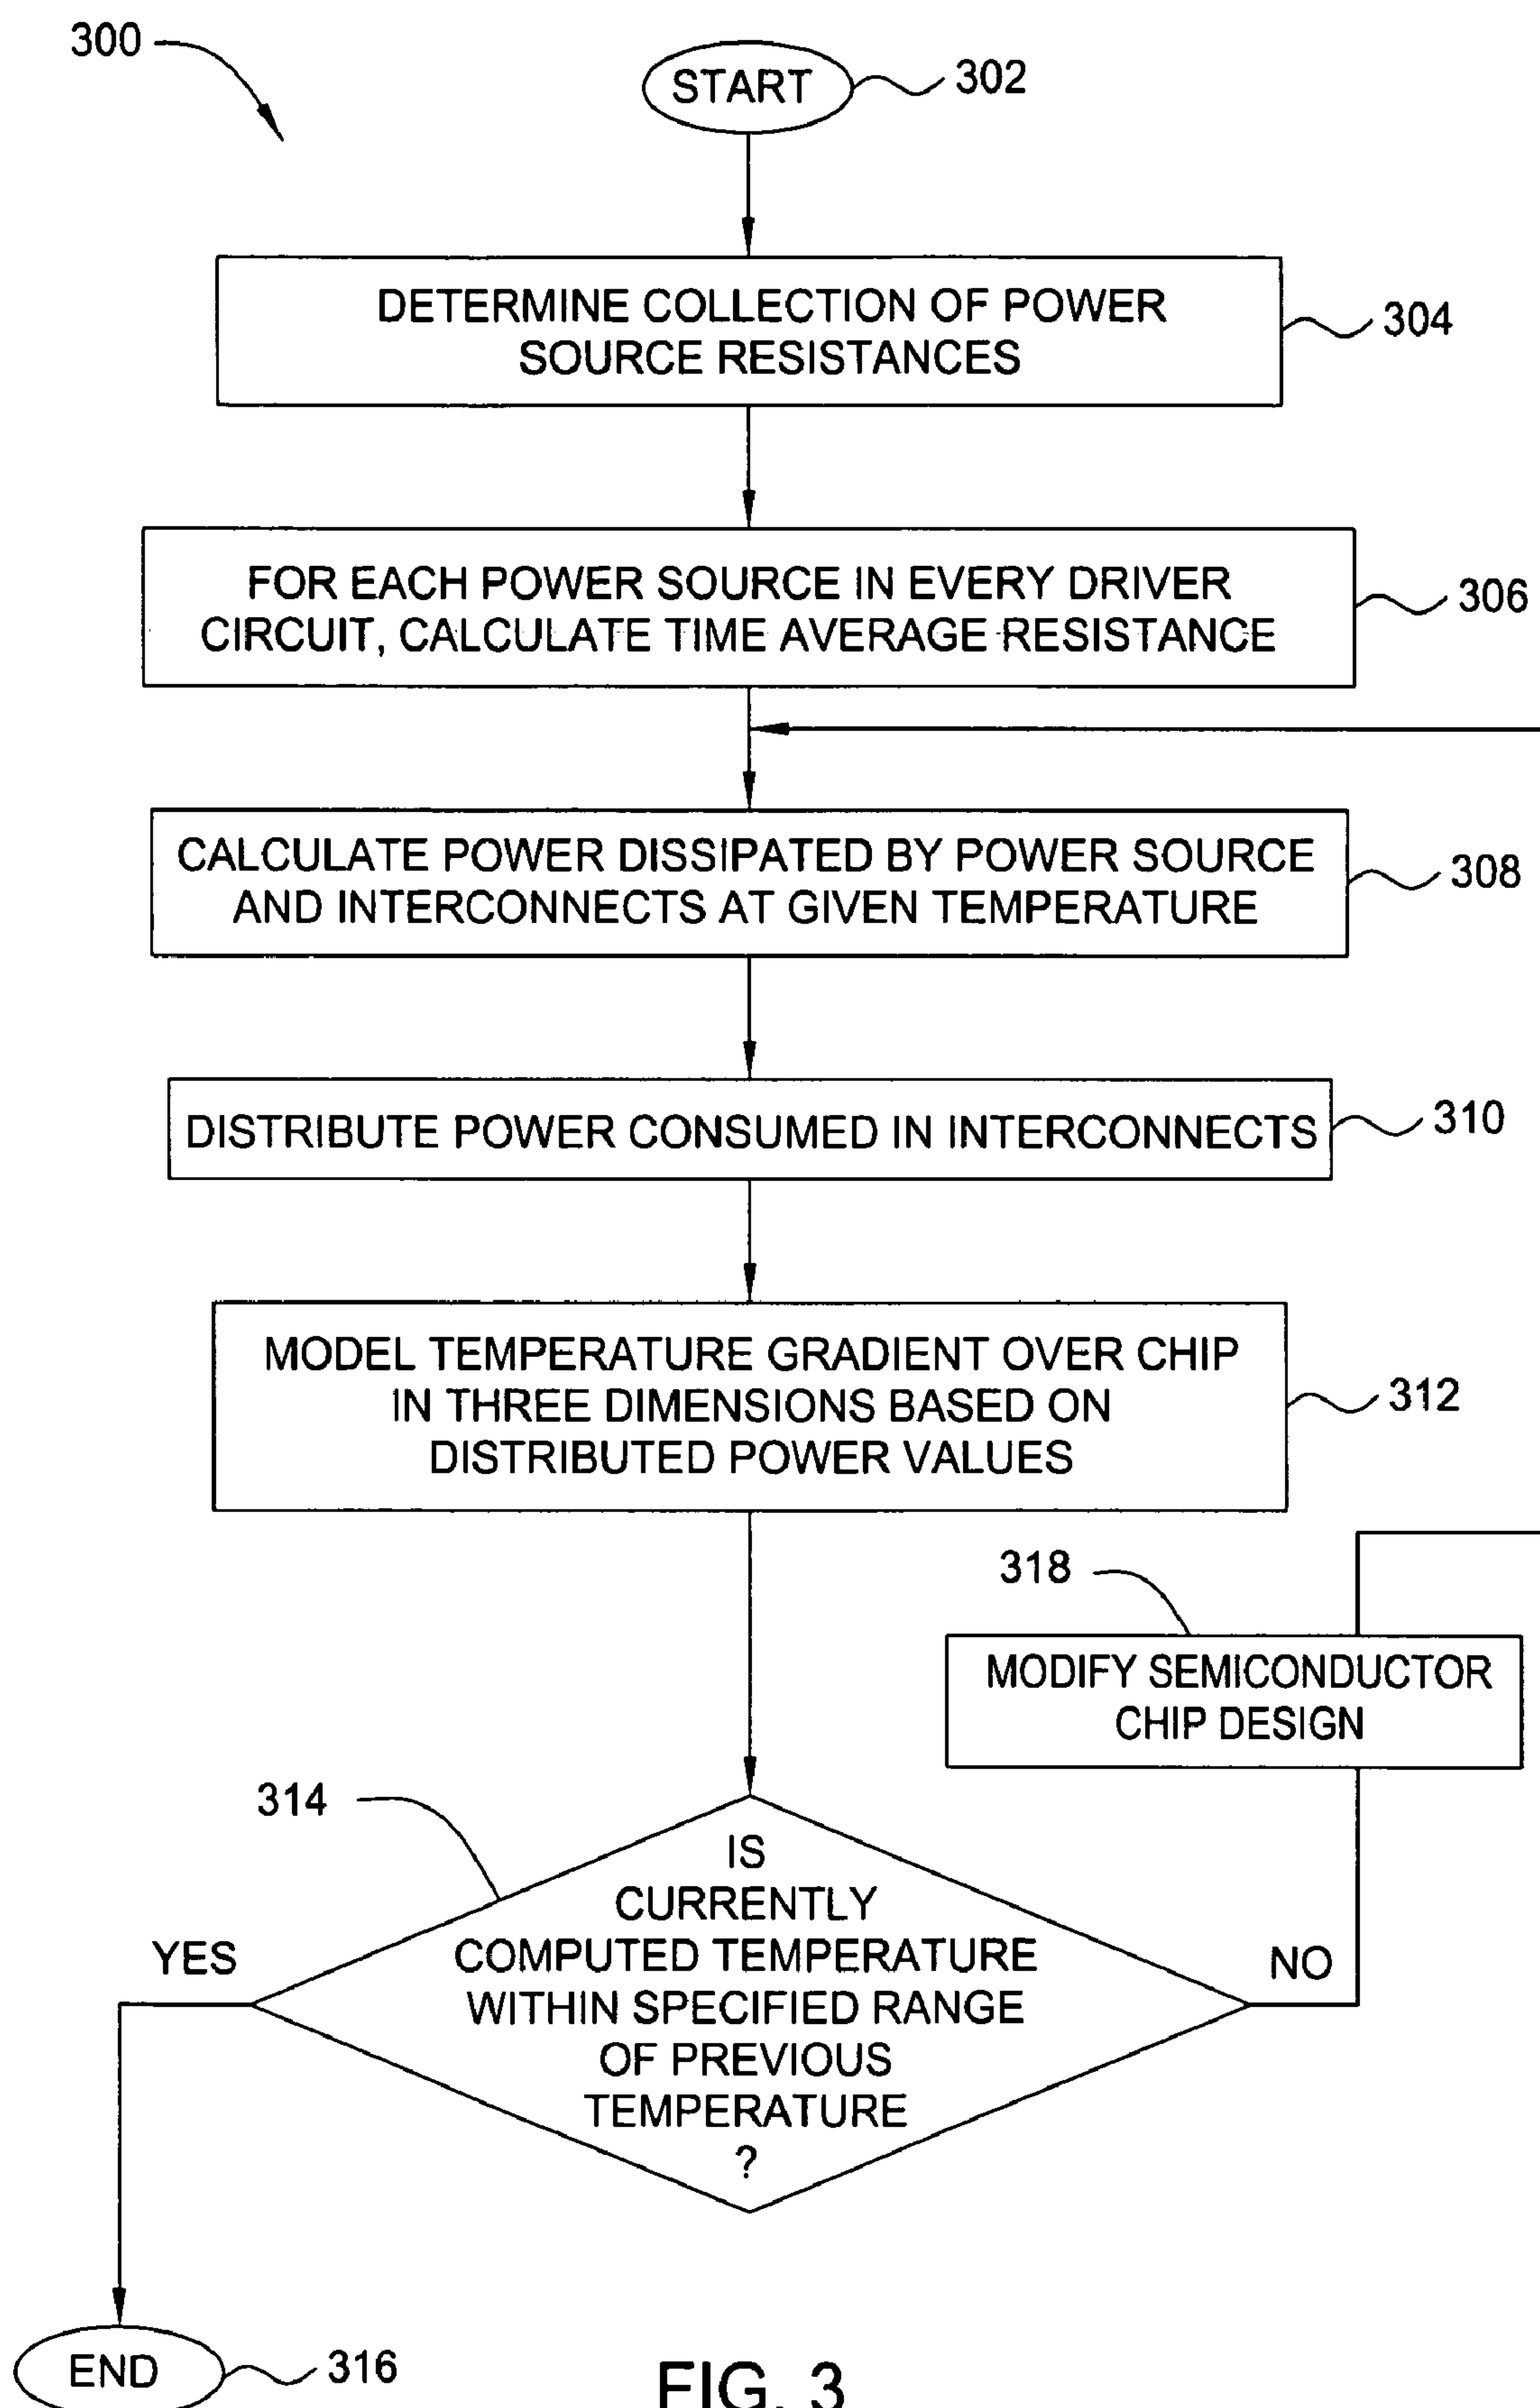 300
START
302
DETERMINE COLLECTION OF POWER
SOURCE RESISTANCES
304
FOR EACH POWER SOURCE IN EVERY DRIVER
CIRCUIT, CALCULATE TIME AVERAGE RESISTANCE
306
CALCULATE POWER DISSIPATED BY POWER SOURCE
AND INTERCONNECTS AT GIVEN TEMPERATURE
308
DISTRIBUTE POWER CONSUMED IN INTERCONNECTS
310
MODEL TEMPERATURE GRADIENT OVER CHIP
IN THREE DIMENSIONS BASED ON
DISTRIBUTED POWER VALUES
312
318
MODIFY SEMICONDUCTOR
CHIP DESIGN
314
IS
CURRENTLY
COMPUTED TEMPERATURE
WITHIN SPECIFIED RANGE
OF PREVIOUS
TEMPERATURE
?
YES
NO
END
316
FIG. 3